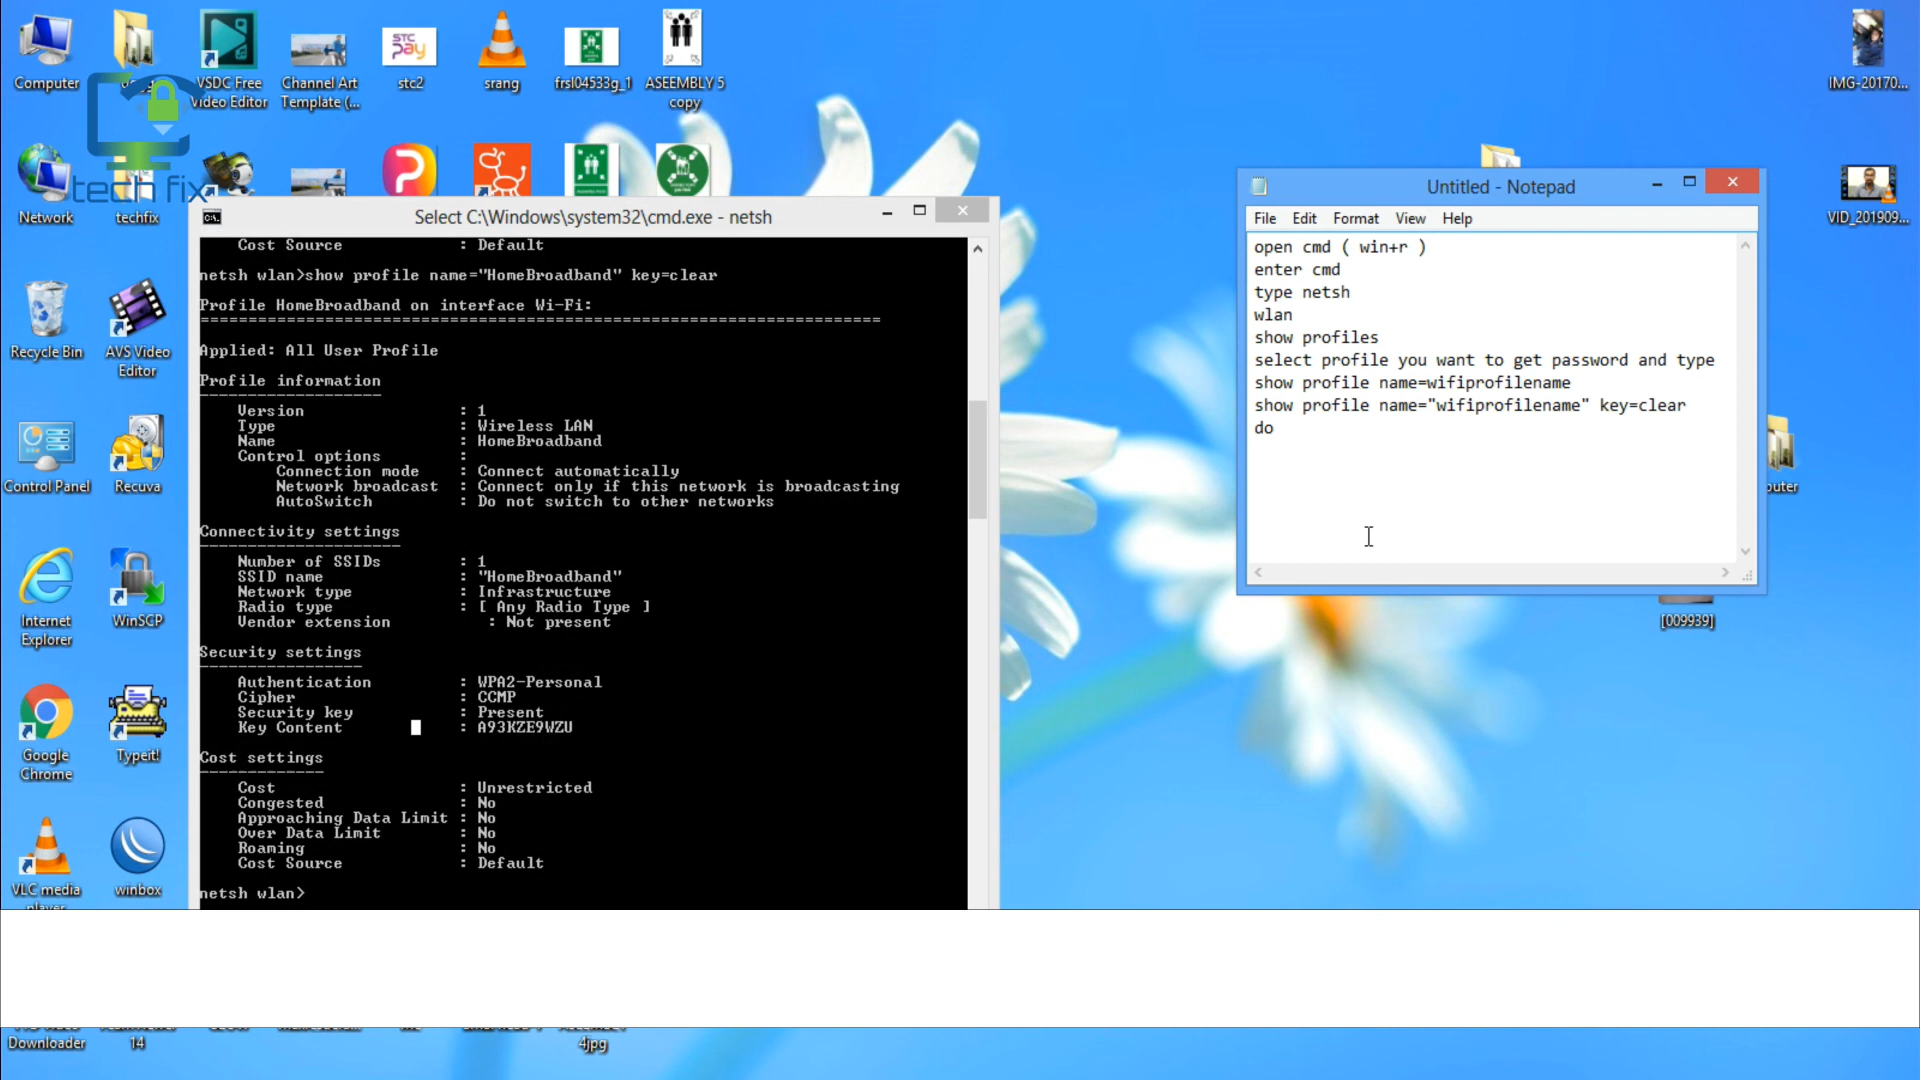 Computer
VSDC Free
Video Editor
Channel Art
Template (...
stc2
srang
frsl04533g_1
ASEEMBLY 5
copy
IMG-20170...
STC
pay
tech fix
Network
techfix
VID_201909...
Recycle Bin
AVS Video
Editor
Control Panel
Recuva
Internet
Explorer
WinSCP
Google
Chrome
Typeit!
VLC media
player
winbox
Downloader
14
4jpg
[009939]
Select C:\Windows\system32\cmd.exe - netsh
Cost Source : Default
netsh wlan>show profile name="HomeBroadband" key=clear
Profile HomeBroadband on interface Wi-Fi:
=======================================================================
Applied: All User Profile
Profile information
-------------------
Version : 1
Type : Wireless LAN
Name : HomeBroadband
Control options :
Connection mode : Connect automatically
Network broadcast : Connect only if this network is broadcasting
AutoSwitch : Do not switch to other networks
Connectivity settings
---------------------
Number of SSIDs : 1
SSID name : "HomeBroadband"
Network type : Infrastructure
Radio type : [ Any Radio Type ]
Vendor extension : Not present
Security settings
-----------------
Authentication : WPA2-Personal
Cipher : CCMP
Security key : Present
Key Content : A93KZE9WZU
Cost settings
-------------
Cost : Unrestricted
Congested : No
Approaching Data Limit : No
Over Data Limit : No
Roaming : No
Cost Source : Default
netsh wlan>
Untitled - Notepad
File Edit Format View Help
open cmd ( win+r )
enter cmd
type netsh
wlan
show profiles
select profile you want to get password and type
show profile name=wifiprofilename
show profile name="wifiprofilename" key=clear
do